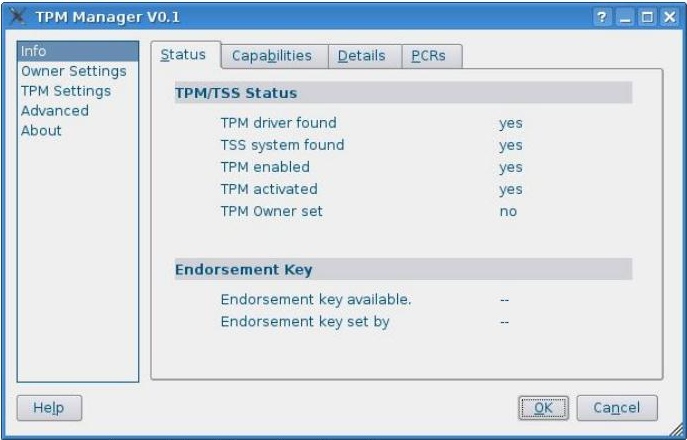 TPM Manager V0.1
Info
Owner Settings
TPM Settings
Advanced
About
Status Capabilities Details PCRs
TPM/TSS Status
TPM driver found yes
TSS system found yes
TPM enabled yes
TPM activated yes
TPM Owner set no
Endorsement Key
Endorsement key available. --
Endorsement key set by --
Help OK Cancel